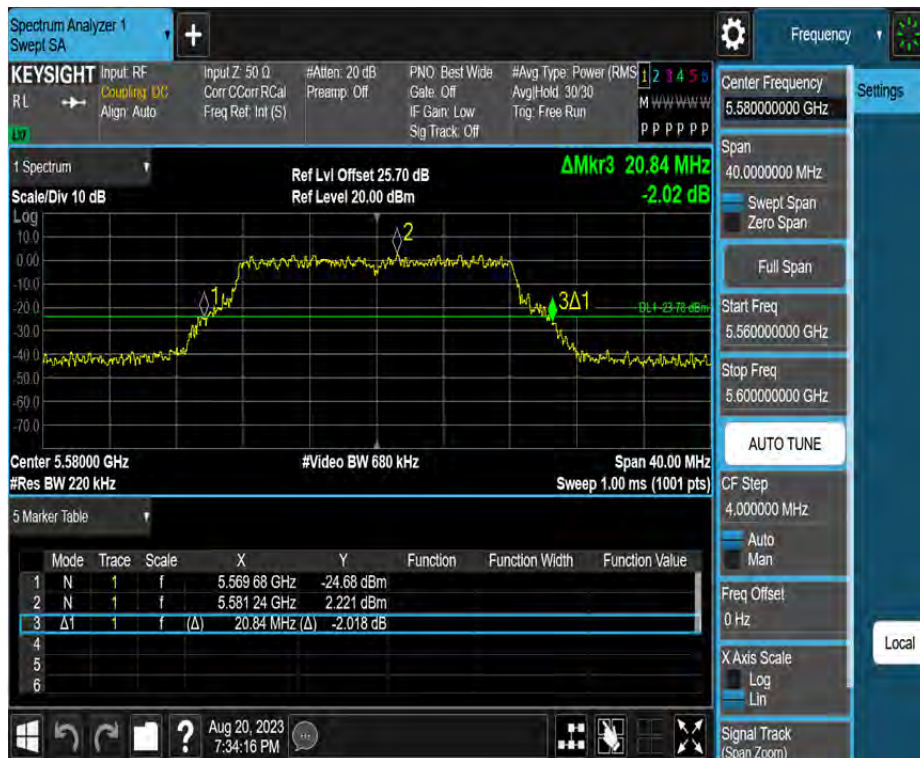 Spectrum Analyzer 1
Swept SA
Frequency
KEYSIGHT
RL
LXI
Input: RF
Coupling: DC
Align: Auto
Input Z: 50 Ω
Corr CCorr RCal
Freq Ref: Int (S)
#Atten: 20 dB
Preamp: Off
PNO: Best Wide
Gate: Off
IF Gain: Low
Sig Track: Off
#Avg Type: Power (RMS
Avg|Hold: 30/30
Trig: Free Run
1 2 3 4 5 6
M W W W W W
P P P P P P
Center Frequency
5.580000000 GHz
Settings
1 Spectrum
Scale/Div 10 dB
Log
Ref Lvl Offset 25.70 dB
Ref Level 20.00 dBm
ΔMkr3 20.84 MHz
-2.02 dB
Span
40.0000000 MHz
Swept Span
Zero Span
Full Span
Start Freq
5.560000000 GHz
Stop Freq
5.600000000 GHz
AUTO TUNE
10.0
0.00
-10.0
-20.0
-30.0
-40.0
-50.0
-60.0
-70.0
1
2
3Δ1
DL1 -23.78 dBm
Center 5.58000 GHz
#Video BW 680 kHz
Span 40.00 MHz
#Res BW 220 kHz
Sweep 1.00 ms (1001 pts)
CF Step
4.000000 MHz
Auto
Man
Freq Offset
0 Hz
X Axis Scale
Log
Lin
Signal Track
(Span Zoom)
Local
5 Marker Table
Mode Trace Scale X Y Function Function Width Function Value
1 N 1 f 5.569 68 GHz -24.68 dBm
2 N 1 f 5.581 24 GHz 2.221 dBm
3 Δ1 1 f (Δ) 20.84 MHz (Δ) -2.018 dB
4
5
6
?
Aug 20, 2023
7:34:16 PM